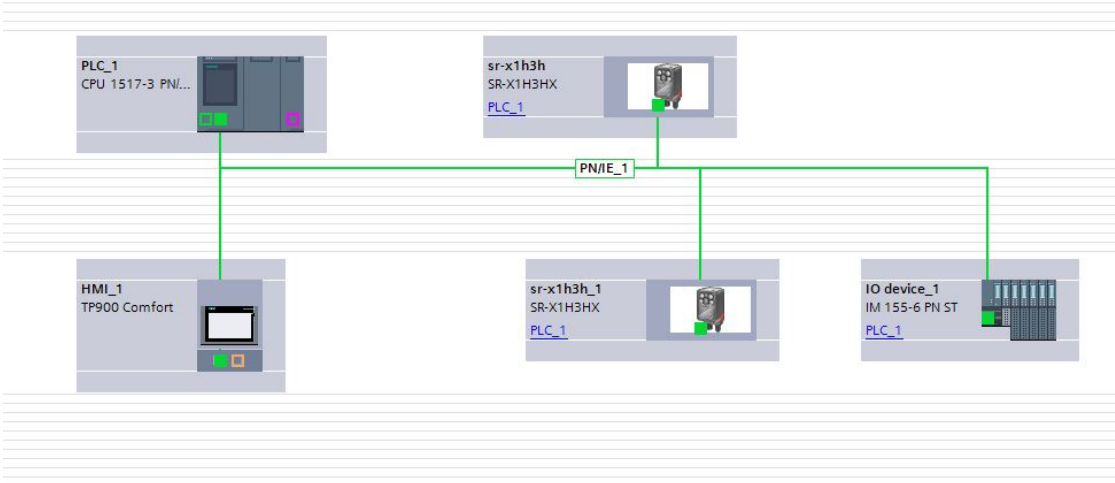 PLC_1
CPU 1517-3 PN/...
sr-x1h3h
SR-X1H3HX
PLC_1
PN/IE_1
HMI_1
TP900 Comfort
sr-x1h3h_1
SR-X1H3HX
PLC_1
IO device_1
IM 155-6 PN ST
PLC_1